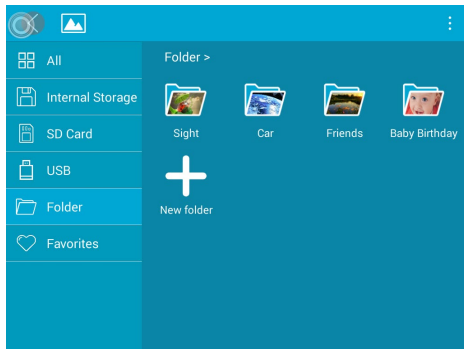 All
Internal Storage
SD Card
USB
Folder
Favorites
Folder >
Sight
Car
Friends
Baby Birthday
New folder